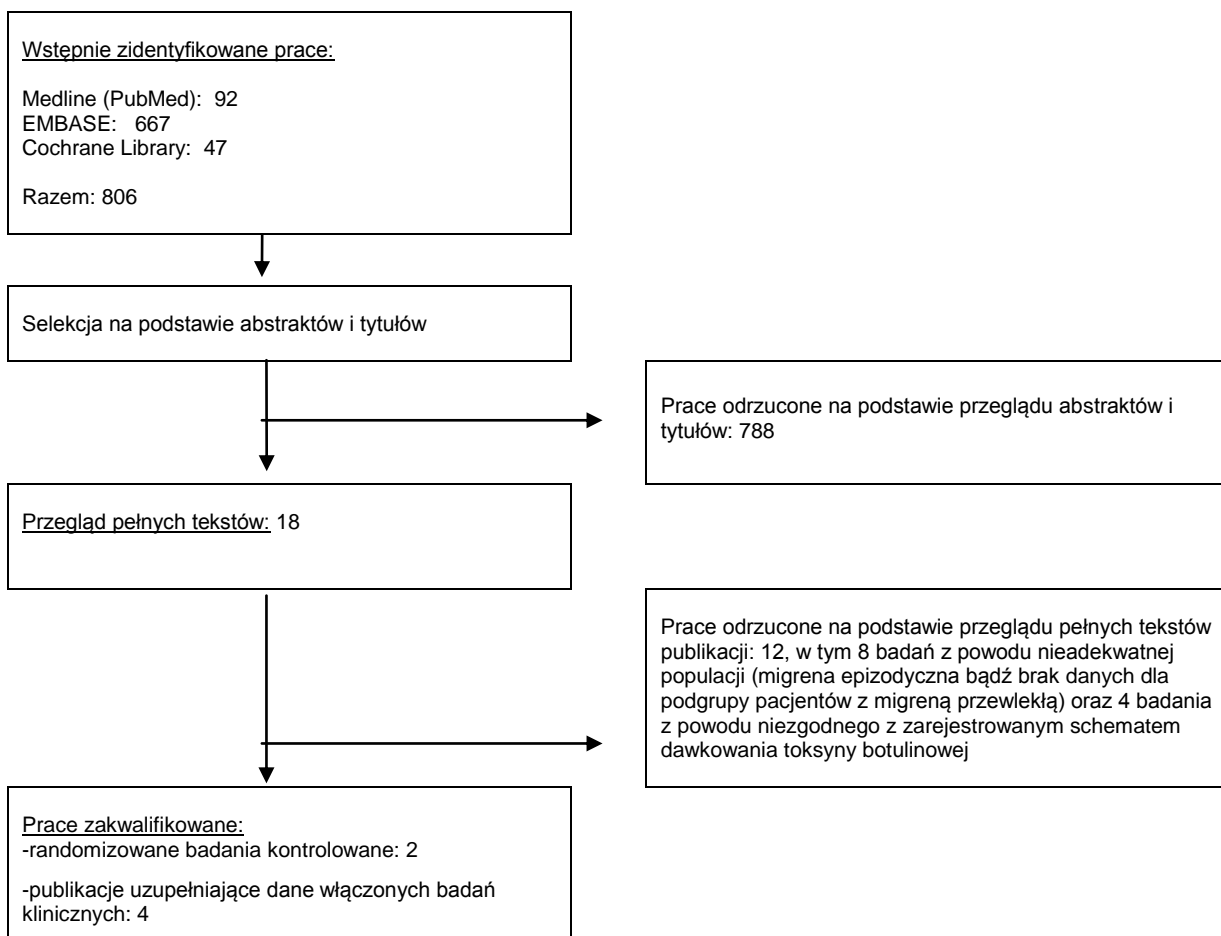 Wstępnie zidentyfikowane prace:
Medline (PubMed): 92
EMBASE: 667
Cochrane Library: 47
Razem: 806
Selekcja na podstawie abstraktów i tytułów
Prace odrzucone na podstawie przeglądu abstraktów i
tytułów: 788
Przegląd pełnych tekstów: 18
Prace odrzucone na podstawie przeglądu pełnych tekstów
publikacji: 12, w tym 8 badań z powodu nieadekwatnej
populacji (migrena epizodyczna bądź brak danych dla
podgrupy pacjentów z migreną przewlekłą) oraz 4 badania
z powodu niezgodnego z zarejestrowanym schematem
dawkowania toksyny botulinowej
Prace zakwalifikowane:
-randomizowane badania kontrolowane: 2
-publikacje uzupełniające dane włączonych badań
klinicznych: 4